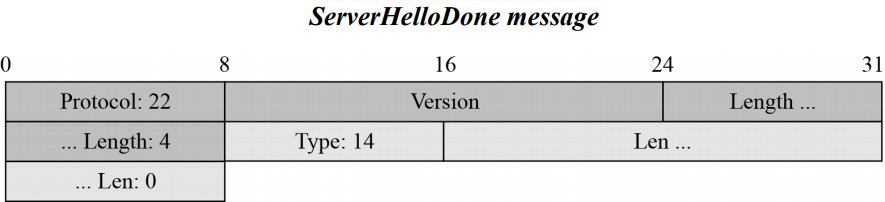 ServerHelloDone message
0 8 16 24 31
Protocol: 22 Version Length ...
... Length: 4 Type: 14 Len ...
... Len: 0